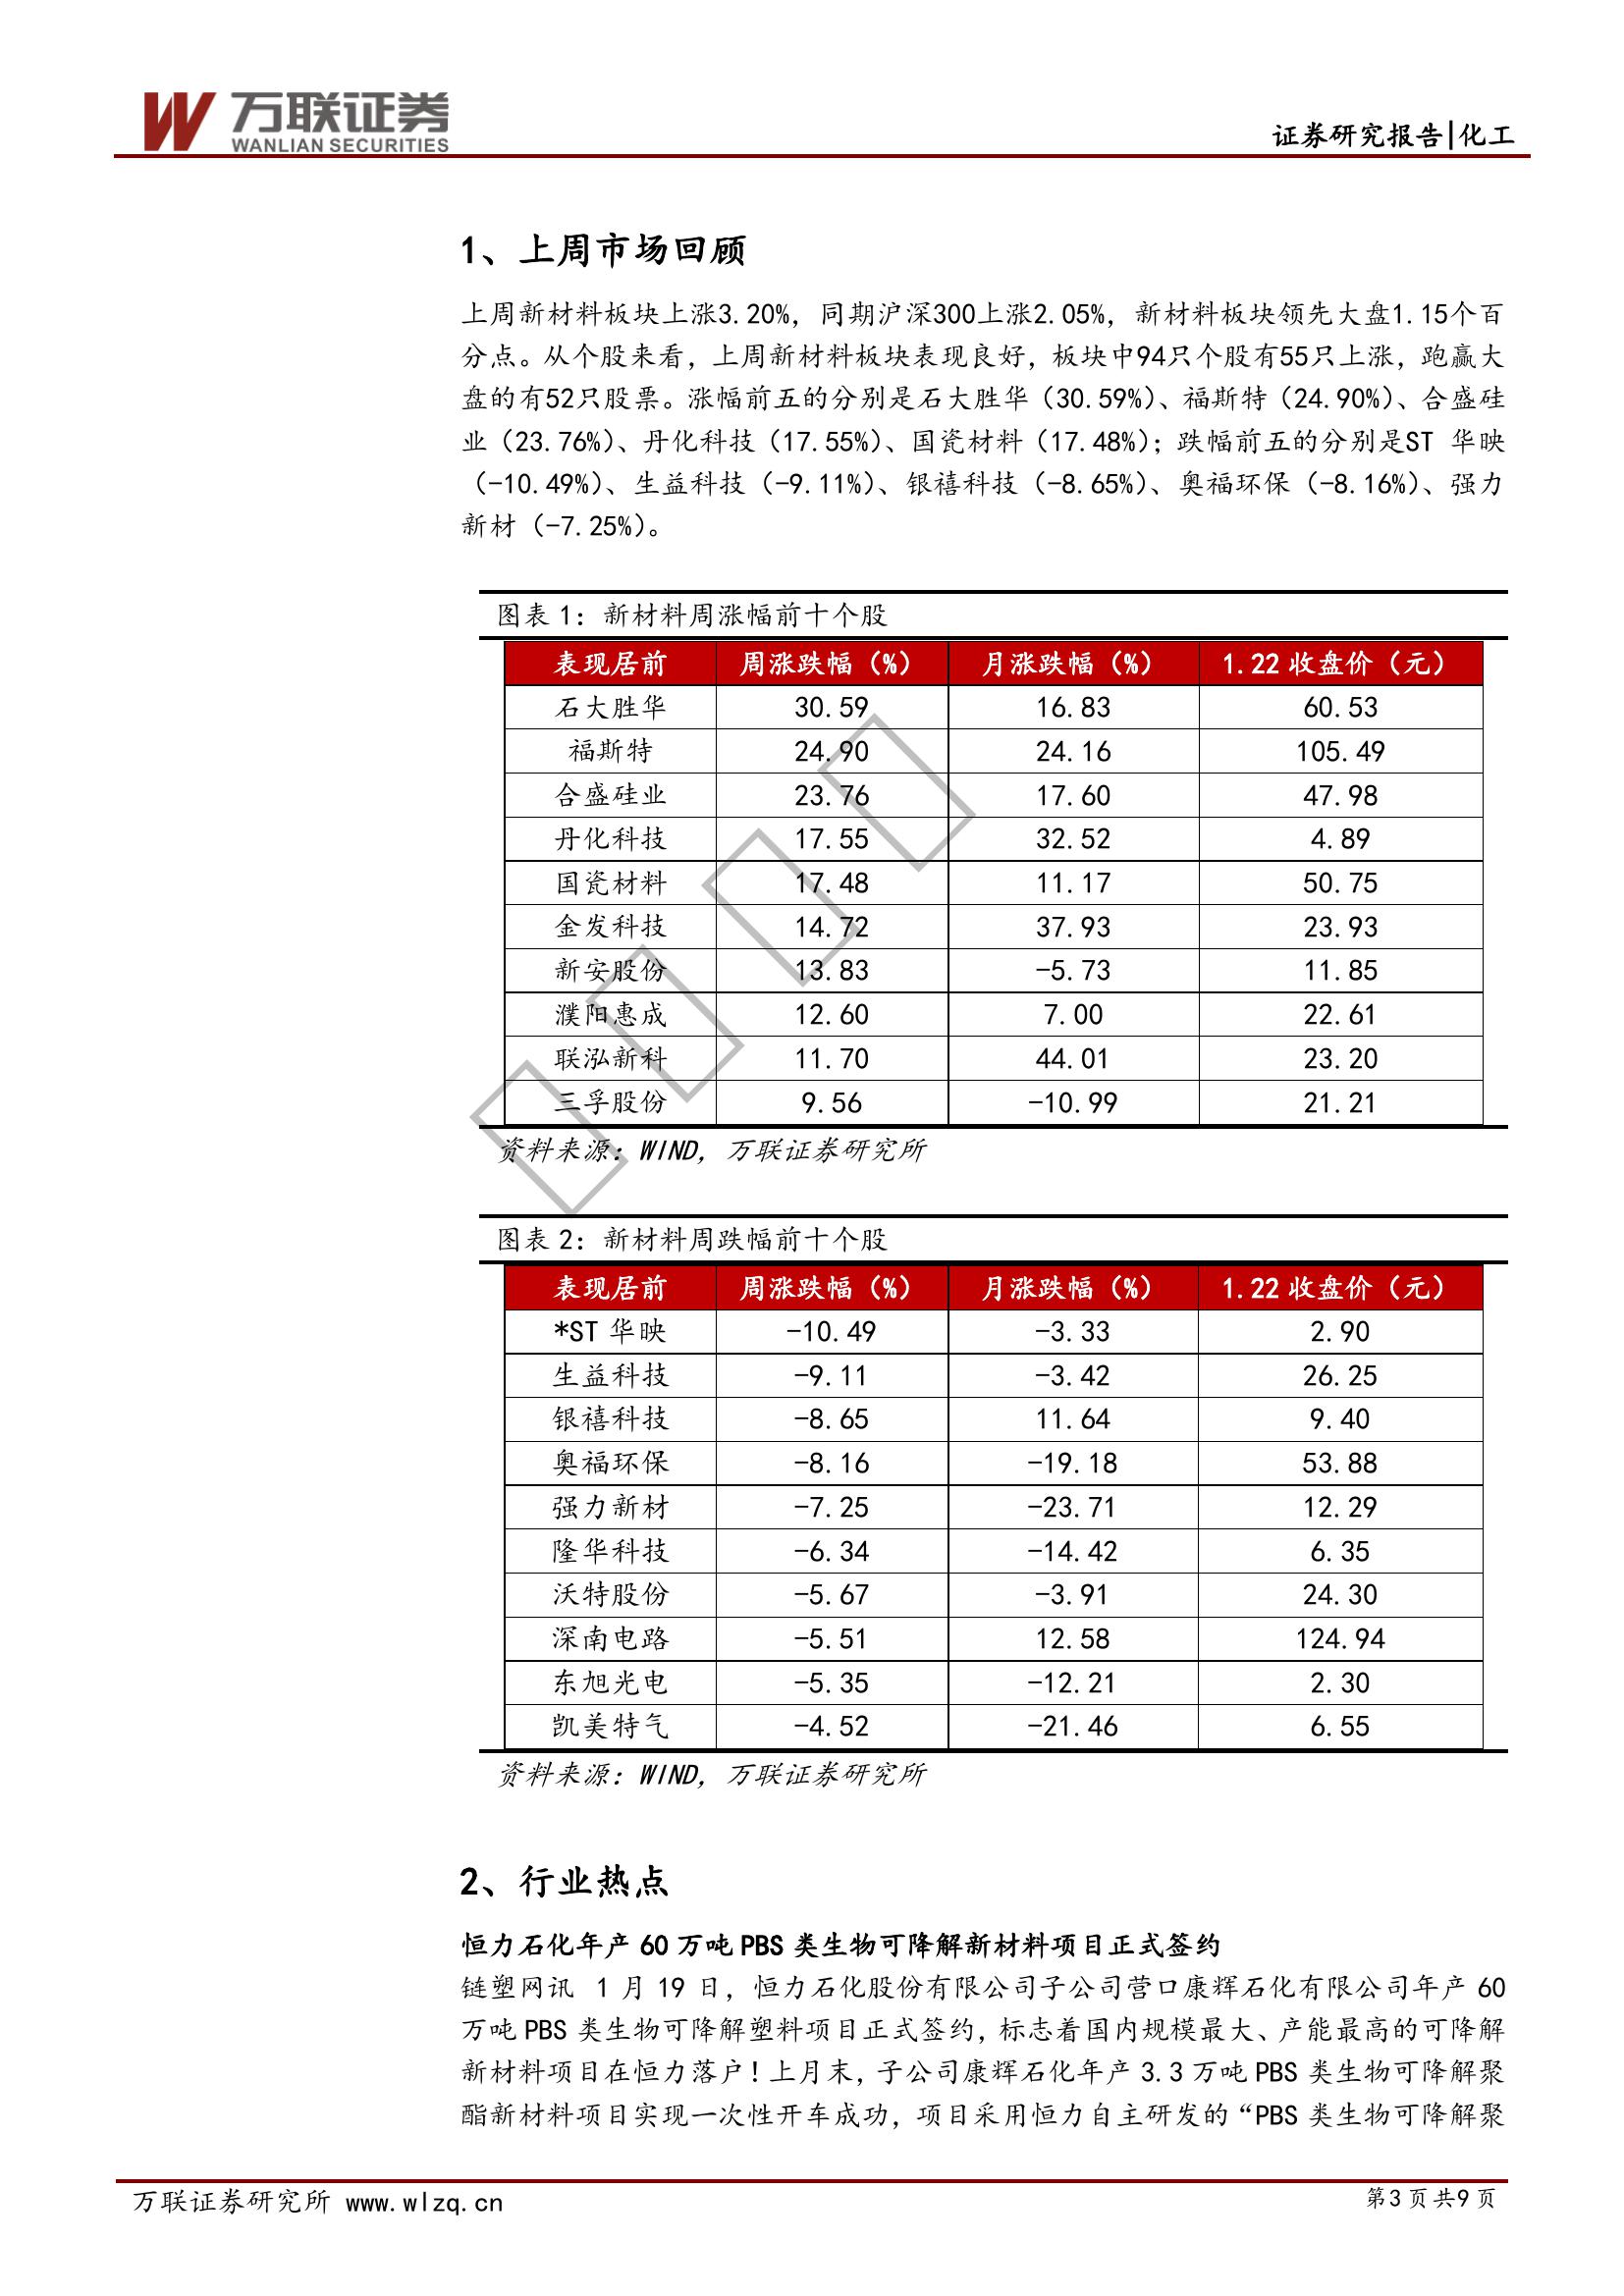 万联证券
WANLIAN SECURITIES
证券研究报告|化工
1、上周市场回顾
上周新材料板块上涨3.20%，同期沪深300上涨2.05%，新材料板块领先大盘1.15个百
分点。从个股来看，上周新材料板块表现良好，板块中94只个股有55只上涨，跑赢大
盘的有52只股票。涨幅前五的分别是石大胜华（30.59%）、福斯特（24.90%）、合盛硅
业（23.76%）、丹化科技（17.55%）、国瓷材料（17.48%）；跌幅前五的分别是ST 华映
（-10.49%）、生益科技（-9.11%）、银禧科技（-8.65%）、奥福环保（-8.16%）、强力
新材（-7.25%）。
图表 1：新材料周涨幅前十个股
表现居前 周涨跌幅（%） 月涨跌幅（%） 1.22 收盘价（元）
石大胜华 30.59 16.83 60.53
福斯特 24.90 24.16 105.49
合盛硅业 23.76 17.60 47.98
丹化科技 17.55 32.52 4.89
国瓷材料 17.48 11.17 50.75
金发科技 14.72 37.93 23.93
新安股份 13.83 -5.73 11.85
濮阳惠成 12.60 7.00 22.61
联泓新科 11.70 44.01 23.20
三孚股份 9.56 -10.99 21.21
资料来源：WIND，万联证券研究所
图表 2：新材料周跌幅前十个股
表现居前 周涨跌幅（%） 月涨跌幅（%） 1.22 收盘价（元）
*ST 华映 -10.49 -3.33 2.90
生益科技 -9.11 -3.42 26.25
银禧科技 -8.65 11.64 9.40
奥福环保 -8.16 -19.18 53.88
强力新材 -7.25 -23.71 12.29
隆华科技 -6.34 -14.42 6.35
沃特股份 -5.67 -3.91 24.30
深南电路 -5.51 12.58 124.94
东旭光电 -5.35 -12.21 2.30
凯美特气 -4.52 -21.46 6.55
资料来源：WIND，万联证券研究所
2、行业热点
恒力石化年产 60 万吨 PBS 类生物可降解新材料项目正式签约
链塑网讯 1 月 19 日，恒力石化股份有限公司子公司营口康辉石化有限公司年产 60
万吨 PBS 类生物可降解塑料项目正式签约，标志着国内规模最大、产能最高的可降解
新材料项目在恒力落户！上月末，子公司康辉石化年产 3.3 万吨 PBS 类生物可降解聚
酯新材料项目实现一次性开车成功，项目采用恒力自主研发的“PBS 类生物可降解聚
万联证券研究所 www.wlzq.cn
第 3 页 共 9 页